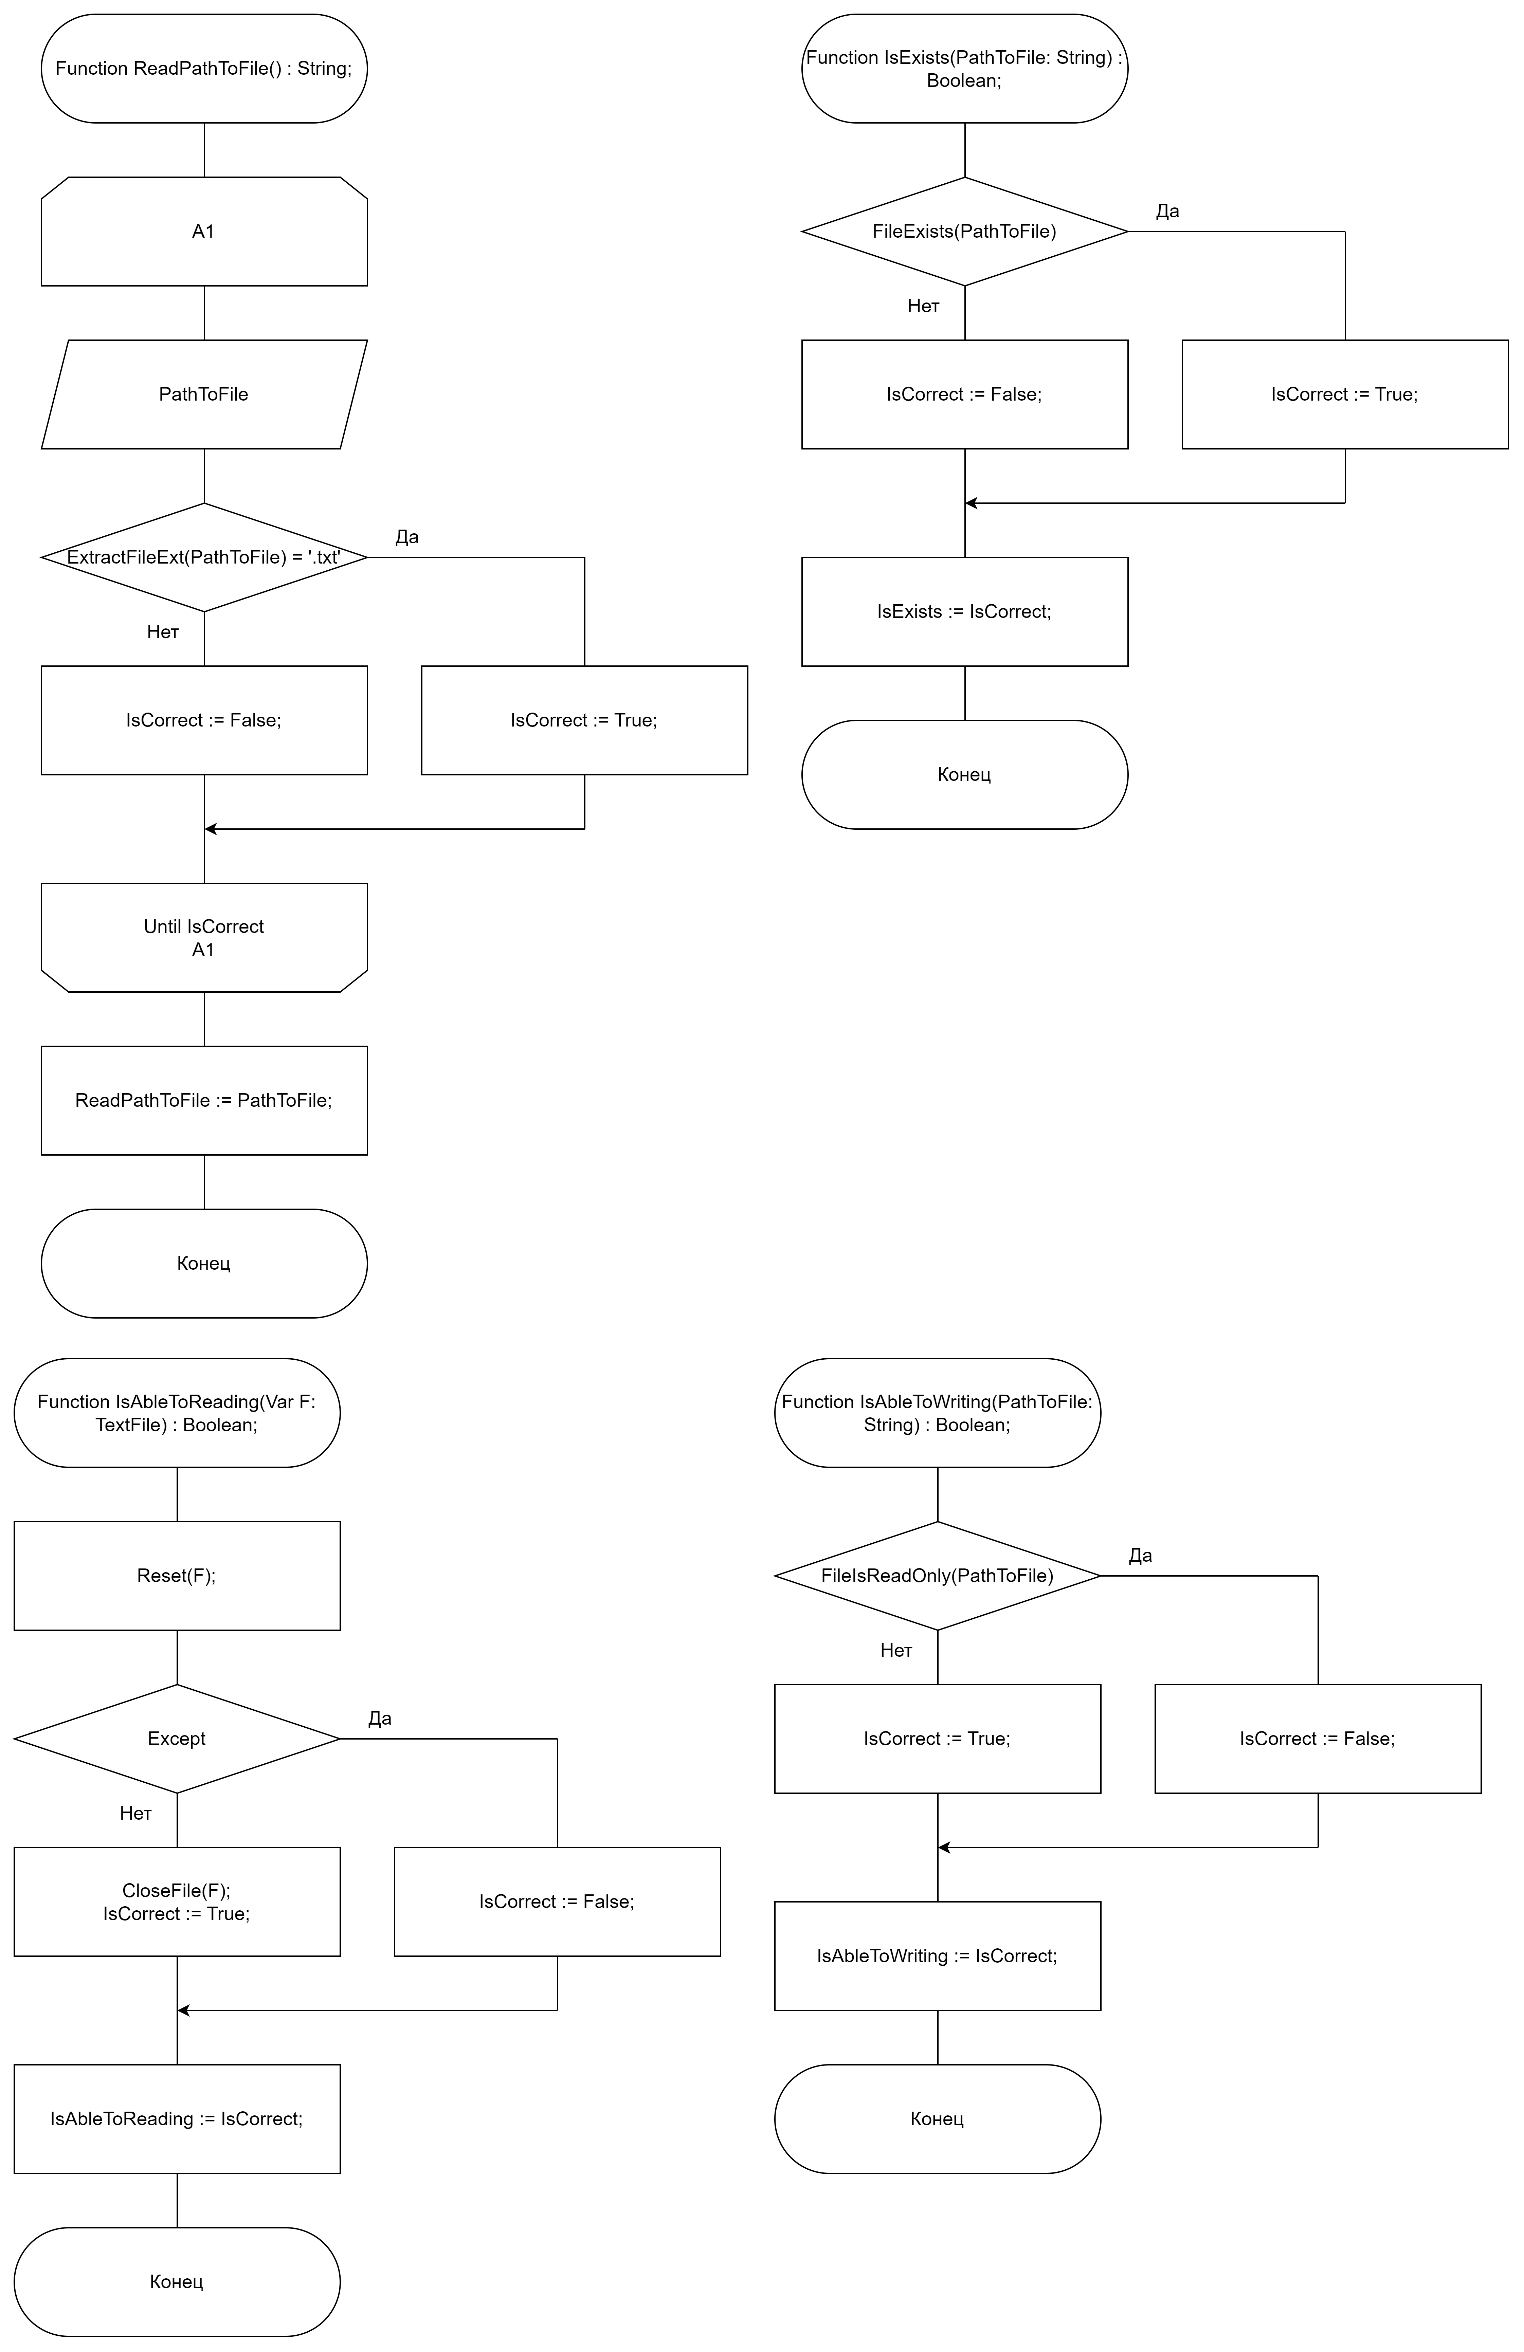 Function ReadPathToFile() : String;
A1
PathToFile
ExtractFileExt(PathToFile) = '.txt'
Да
Нет
IsCorrect := False;
IsCorrect := True;
Until IsCorrect
A1
ReadPathToFile := PathToFile;
Конец
Function IsExists(PathToFile: String) :
Boolean;
FileExists(PathToFile)
Да
Нет
IsCorrect := False;
IsCorrect := True;
IsExists := IsCorrect;
Конец
Function IsAbleToReading(Var F:
TextFile) : Boolean;
Reset(F);
Except
Да
Нет
CloseFile(F);
IsCorrect := True;
IsCorrect := False;
IsAbleToReading := IsCorrect;
Конец
Function IsAbleToWriting(PathToFile:
String) : Boolean;
FileIsReadOnly(PathToFile)
Да
Нет
IsCorrect := True;
IsCorrect := False;
IsAbleToWriting := IsCorrect;
Конец